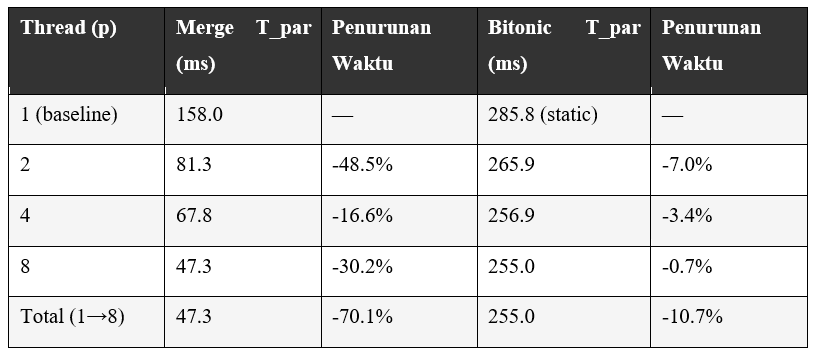 Thread (p) | Merge T_par (ms) | Penurunan Waktu | Bitonic T_par (ms) | Penurunan Waktu
1 (baseline) | 158.0 | — | 285.8 (static) | —
2 | 81.3 | -48.5% | 265.9 | -7.0%
4 | 67.8 | -16.6% | 256.9 | -3.4%
8 | 47.3 | -30.2% | 255.0 | -0.7%
Total (1→8) | 47.3 | -70.1% | 255.0 | -10.7%